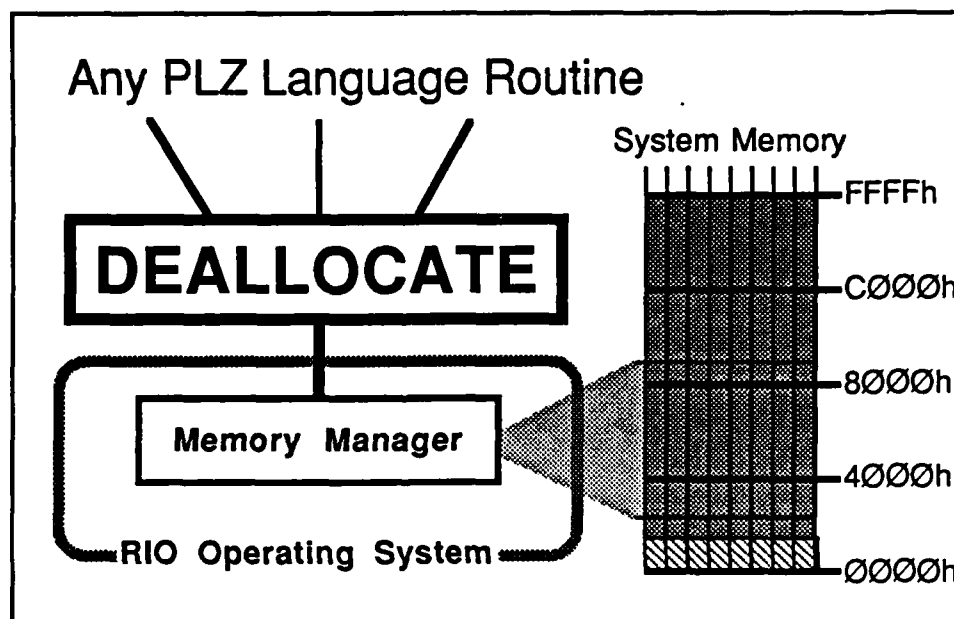 Any PLZ Language Routine
System Memory
FFFFh
DEALLOCATE
CØØØh
8ØØØh
Memory Manager
4ØØØh
RIO Operating System
ØØØØh